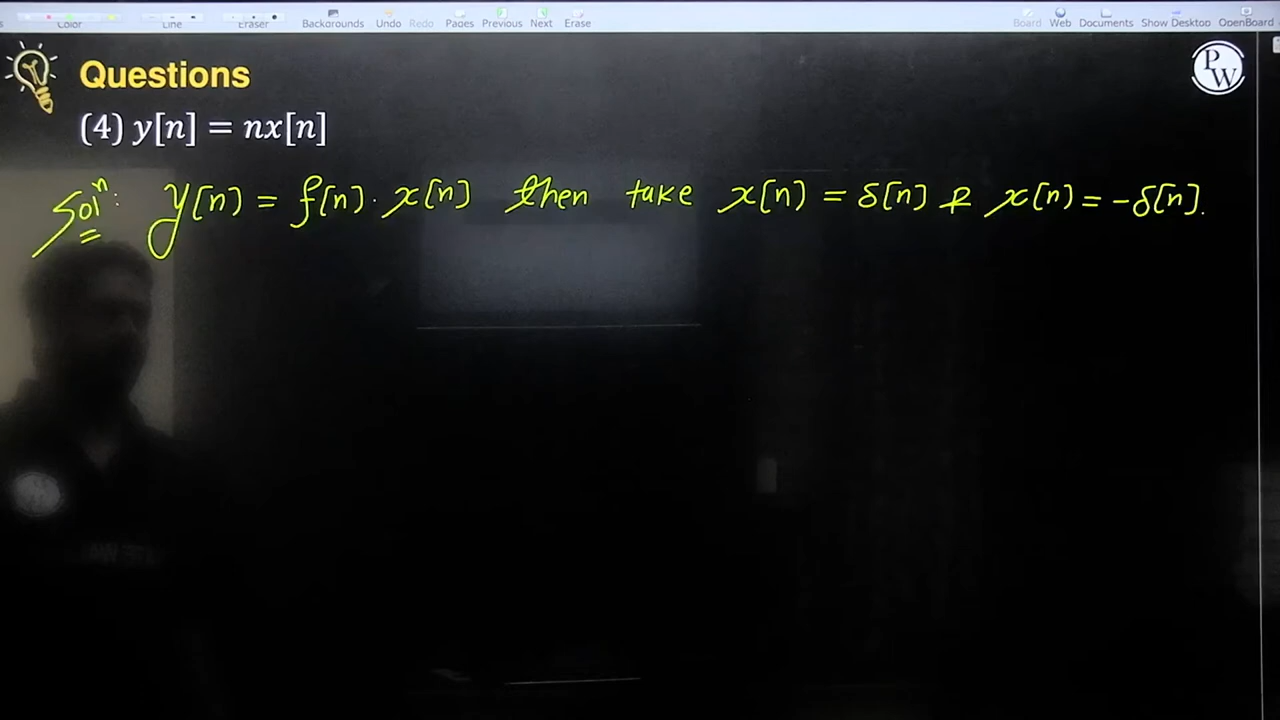 Color Line Eraser Backgrounds Undo Redo Pages Previous Next Erase Board Web Documents Show Desktop OpenBoard
Questions
PW
(4) y[n] = nx[n]
Solⁿ: y[n] = f[n] · x[n] then take x[n] = δ[n] & x[n] = -δ[n].